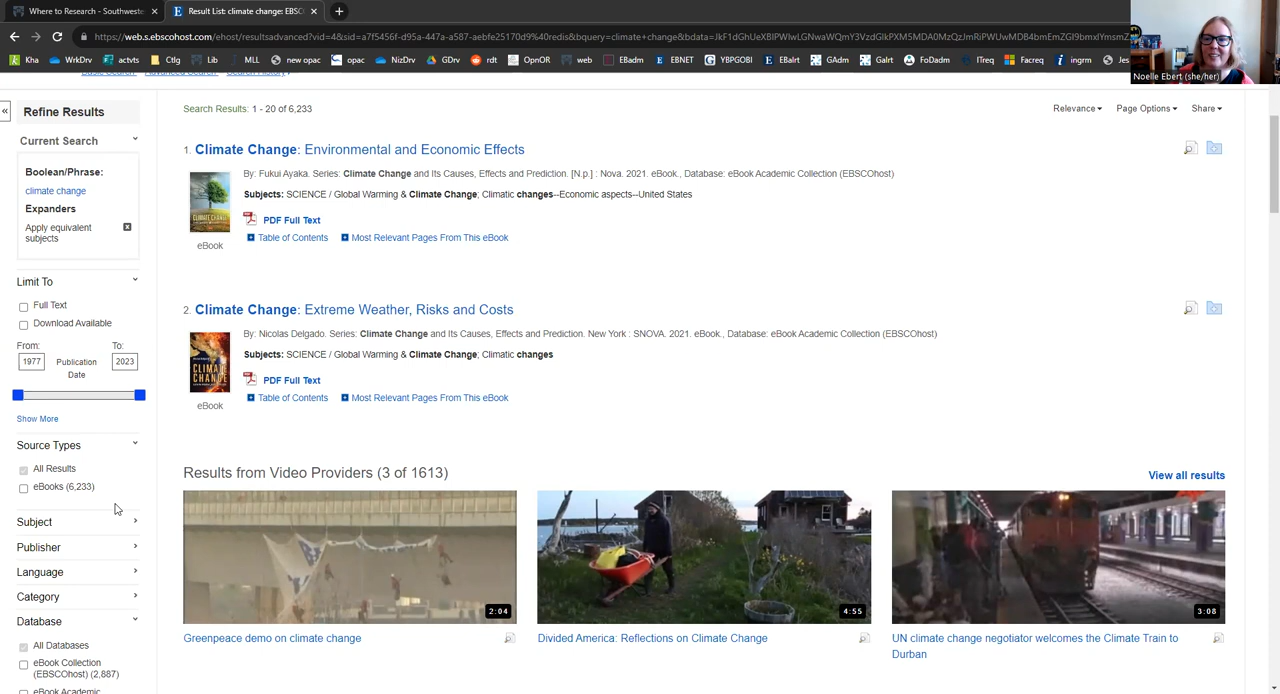 Where to Research - Southweste
Result List: climate change: EBSC
https://web.s.ebscohost.com/ehost/resultsadvanced?vid=4&sid=a7f5456f-d95a-447a-a587-aebfe25170d9%40redis&bquery=climate+change&bdata=
Kha WrkDrv actvts Ctlg Lib MLL new opac opac NizDrv GDrv rdt OpnOR web EBadm EBNET YBPGOBI EBalrt GAdm Galrt FoDadm ITreq Facreq ingrm Jes
Noelle Ebert (she/her)
Basic Search Advanced Search Search History
Refine Results
Search Results: 1 - 20 of 6,233
Relevance Page Options Share
Current Search
Boolean/Phrase:
climate change
Expanders
Apply equivalent
subjects
Limit To
Full Text
Download Available
From: To:
1977 Publication 2023
Date
Show More
Source Types
All Results
eBooks (6,233)
Subject
Publisher
Language
Category
Database
All Databases
eBook Collection
(EBSCOhost) (2,887)
eBook Academic
1. Climate Change: Environmental and Economic Effects
By: Fukui Ayaka. Series: Climate Change and Its Causes, Effects and Prediction. [N.p.] : Nova. 2021. eBook., Database: eBook Academic Collection (EBSCOhost)
Subjects: SCIENCE / Global Warming & Climate Change; Climatic changes--Economic aspects--United States
PDF Full Text
Table of Contents Most Relevant Pages From This eBook
eBook
2. Climate Change: Extreme Weather, Risks and Costs
By: Nicolas Delgado. Series: Climate Change and Its Causes, Effects and Prediction. New York : SNOVA. 2021. eBook., Database: eBook Academic Collection (EBSCOhost)
Subjects: SCIENCE / Global Warming & Climate Change; Climatic changes
CLIMATE
CHANGE
PDF Full Text
Table of Contents Most Relevant Pages From This eBook
eBook
Results from Video Providers (3 of 1613)
View all results
2:04
4:55
3:08
Greenpeace demo on climate change
Divided America: Reflections on Climate Change
UN climate change negotiator welcomes the Climate Train to
Durban